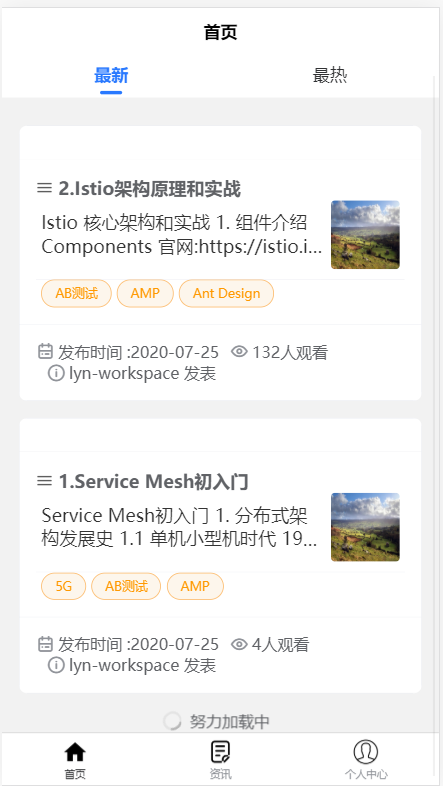 首页
最新 最热
2.Istio架构原理和实战
Istio 核心架构和实战 1. 组件介绍
Components 官网:https://istio.i...
AB测试 AMP Ant Design
发布时间 :2020-07-25 132人观看
lyn-workspace 发表
1.Service Mesh初入门
Service Mesh初入门 1. 分布式架
构发展史 1.1 单机小型机时代 19...
5G AB测试 AMP
发布时间 :2020-07-25 4人观看
lyn-workspace 发表
努力加载中
首页 资讯 个人中心